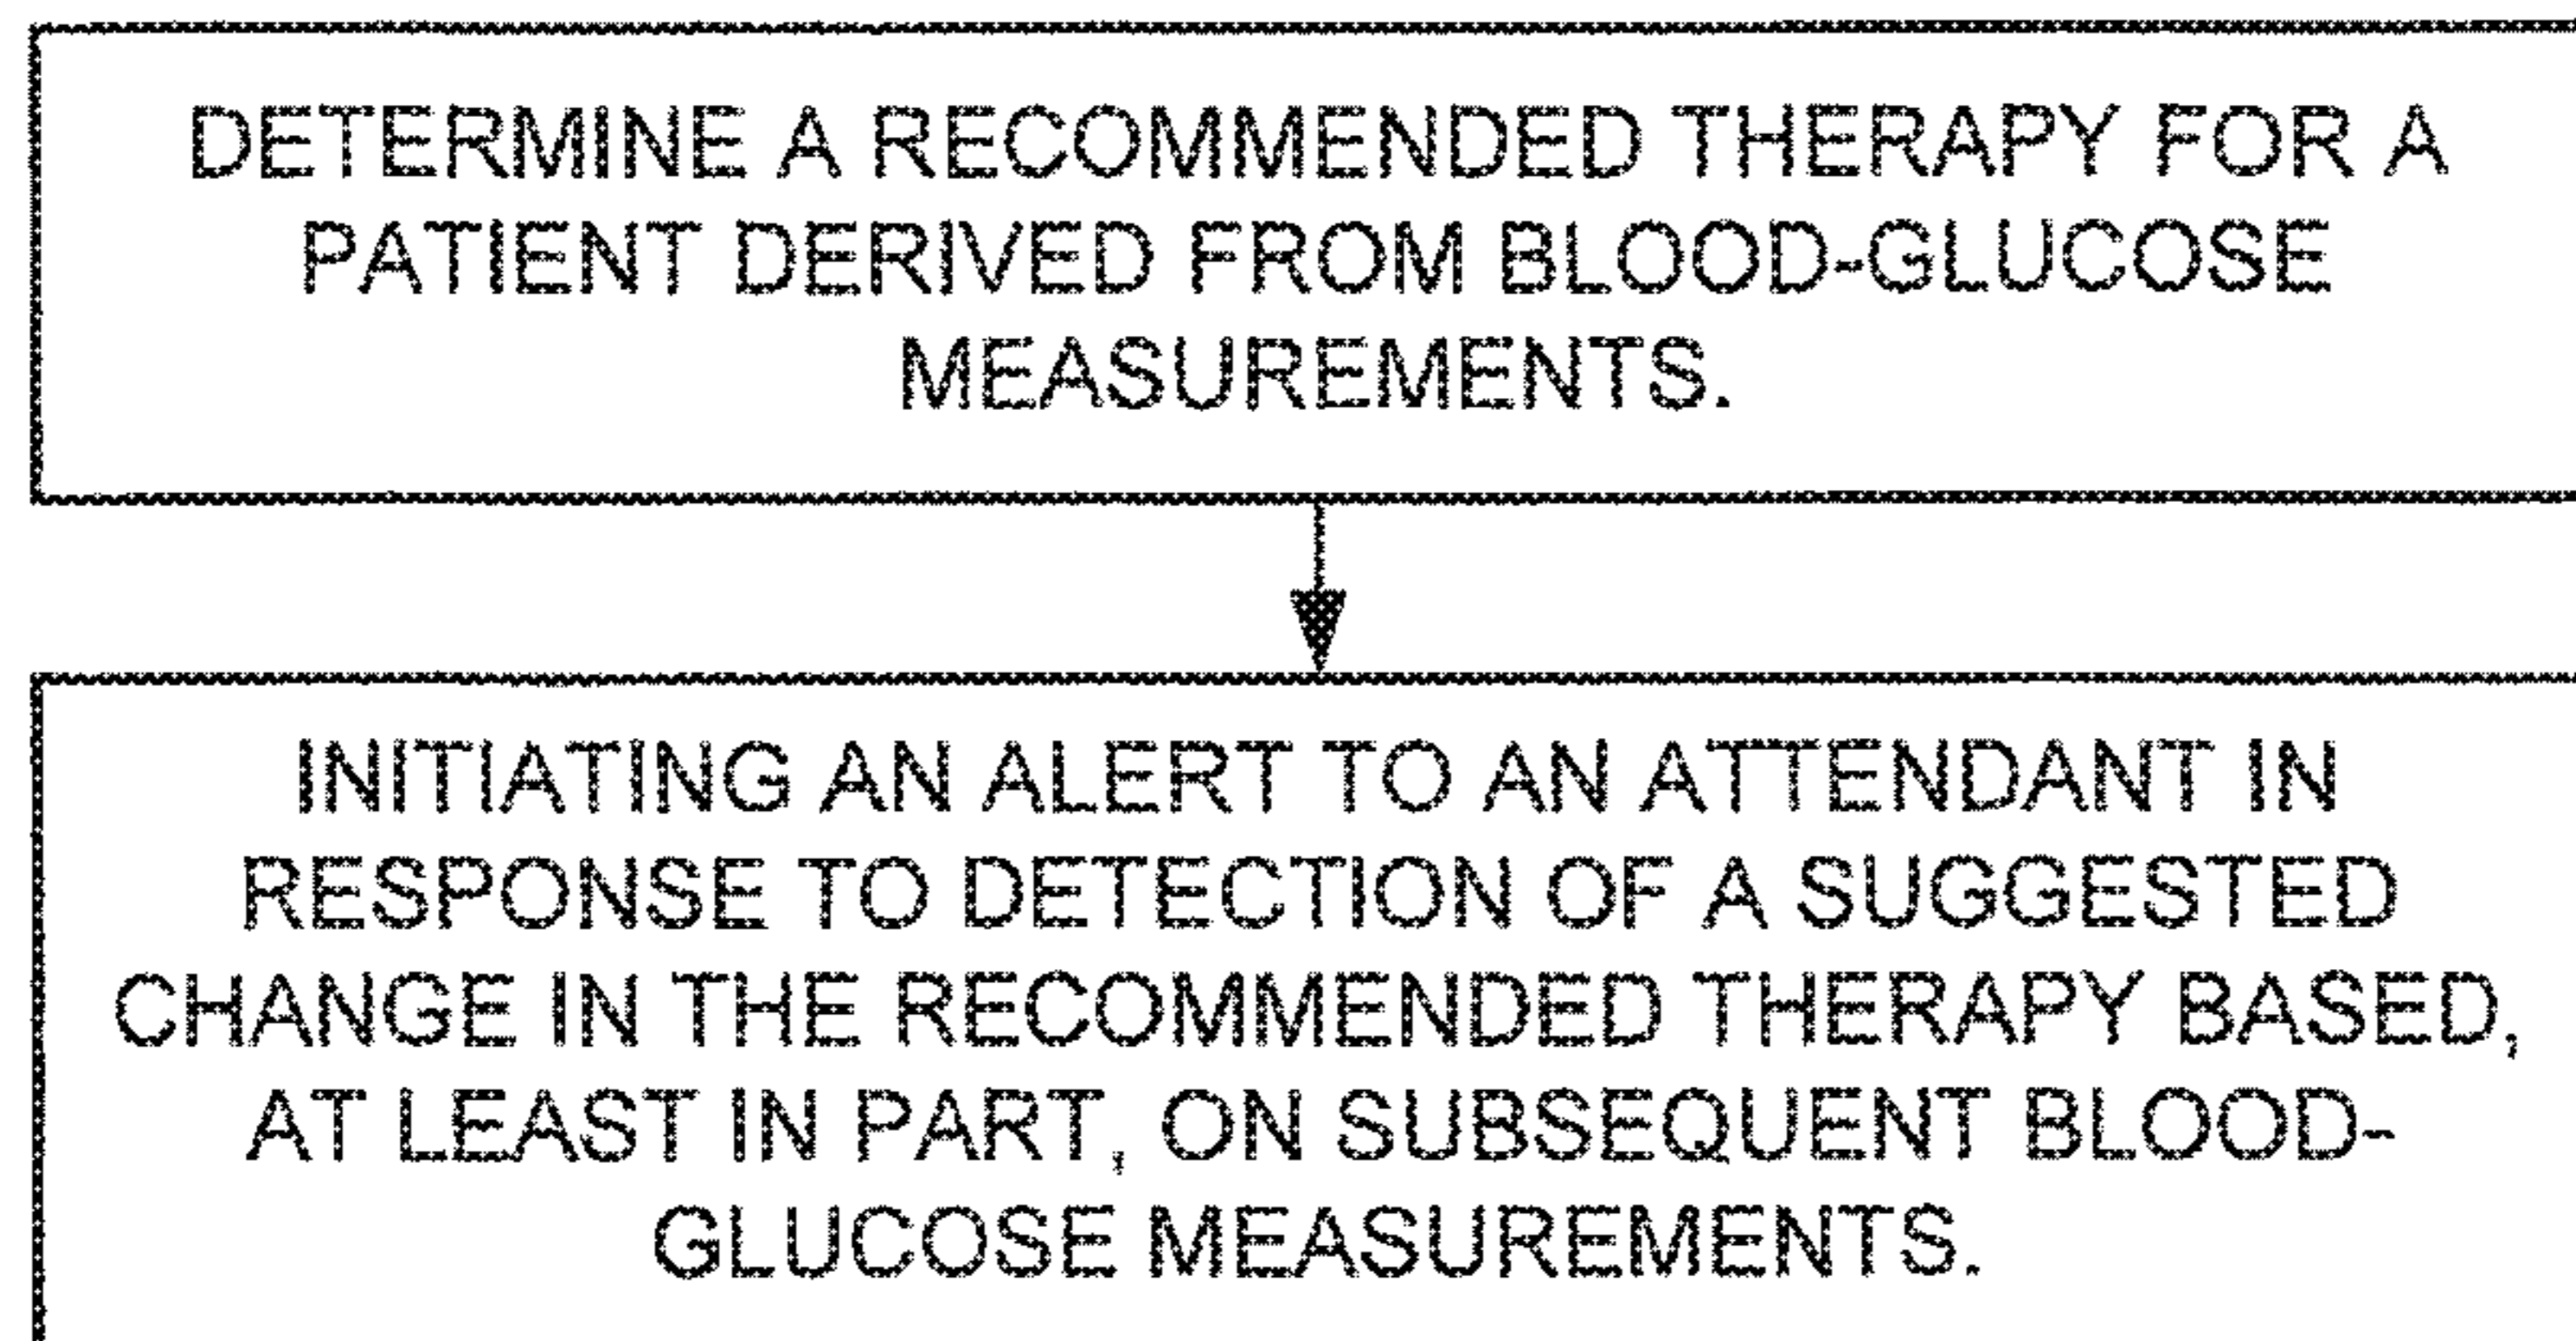 DETERMINE A RECOMMENDED THERAPY FOR A
PATIENT DERIVED FROM BLOOD-GLUCOSE
MEASUREMENTS.
INITIATING AN ALERT TO AN ATTENDANT IN
RESPONSE TO DETECTION OF A SUGGESTED
CHANGE IN THE RECOMMENDED THERAPY BASED,
AT LEAST IN PART, ON SUBSEQUENT BLOOD-
GLUCOSE MEASUREMENTS.